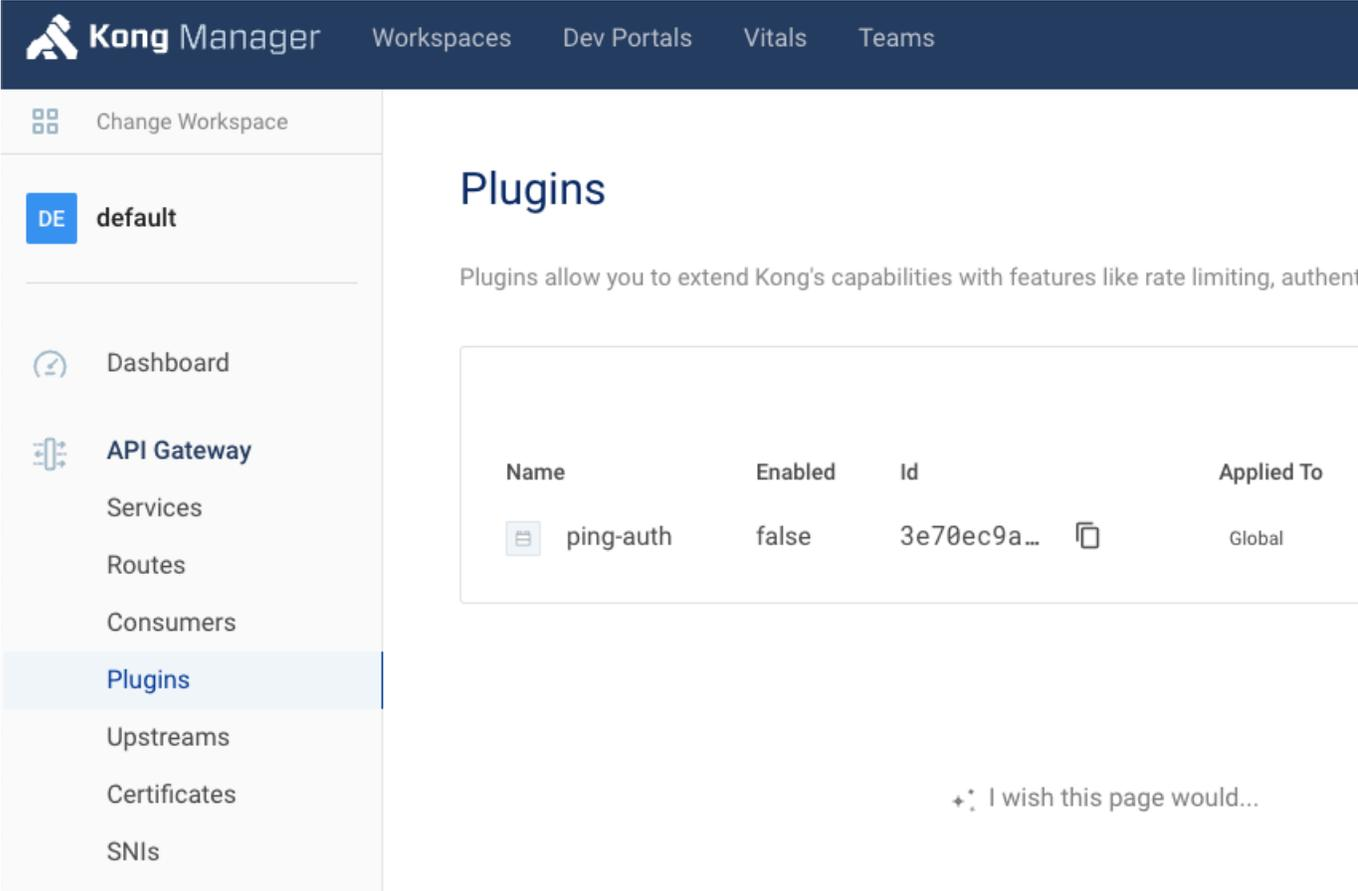 Kong Manager Workspaces Dev Portals Vitals Teams
Change Workspace
DE default
Dashboard
API Gateway
Services
Routes
Consumers
Plugins
Upstreams
Certificates
SNIs
Plugins
Plugins allow you to extend Kong's capabilities with features like rate limiting, authent
Name Enabled Id Applied To
ping-auth false 3e70ec9a… Global
I wish this page would...